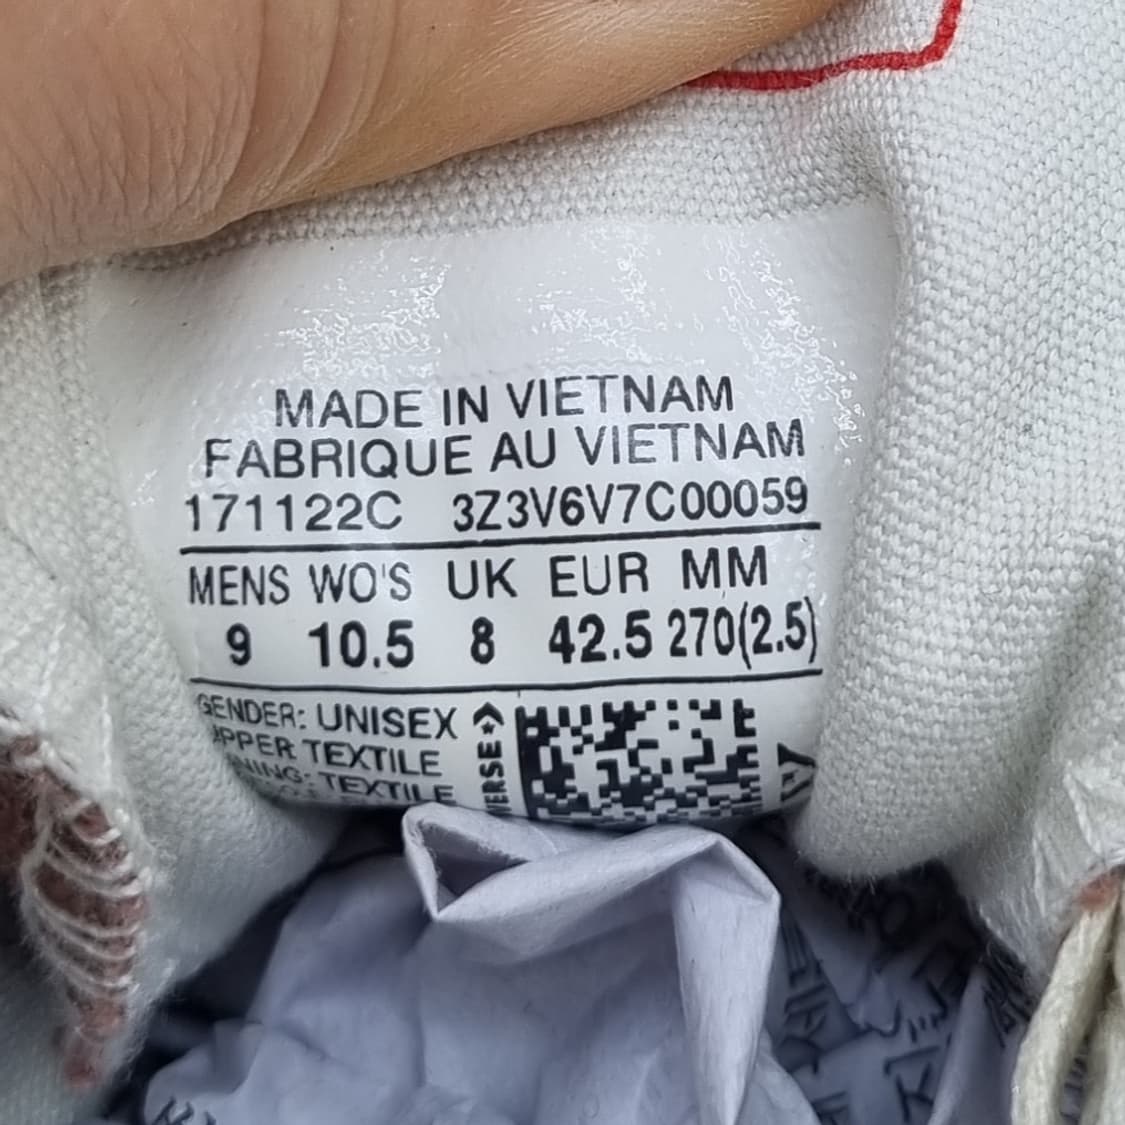 MADE IN VIETNAM
FABRIQUE AU VIETNAM
171122C 3Z3V6V7C00059
MENS WO'S UK EUR MM
9 10.5 8 42.5 270(2.5)
GENDER: UNISEX
UPPER TEXTILE
TEXTILE